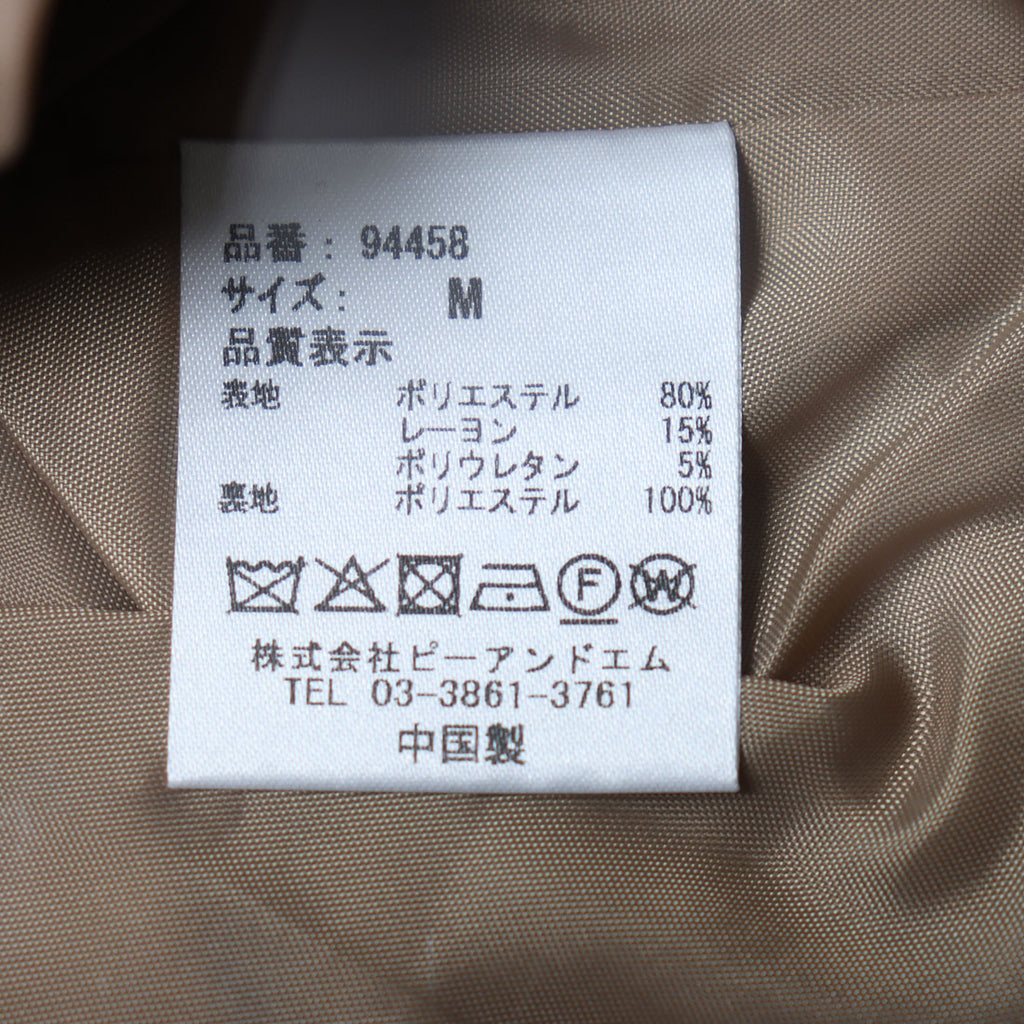 品番: 94458
サイズ: M
品質表示
表地 ポリエステル 80%
レーヨン 15%
ポリウレタン 5%
裏地 ポリエステル 100%
F W
株式会社ピーアンドエム
TEL 03-3861-3761
中国製